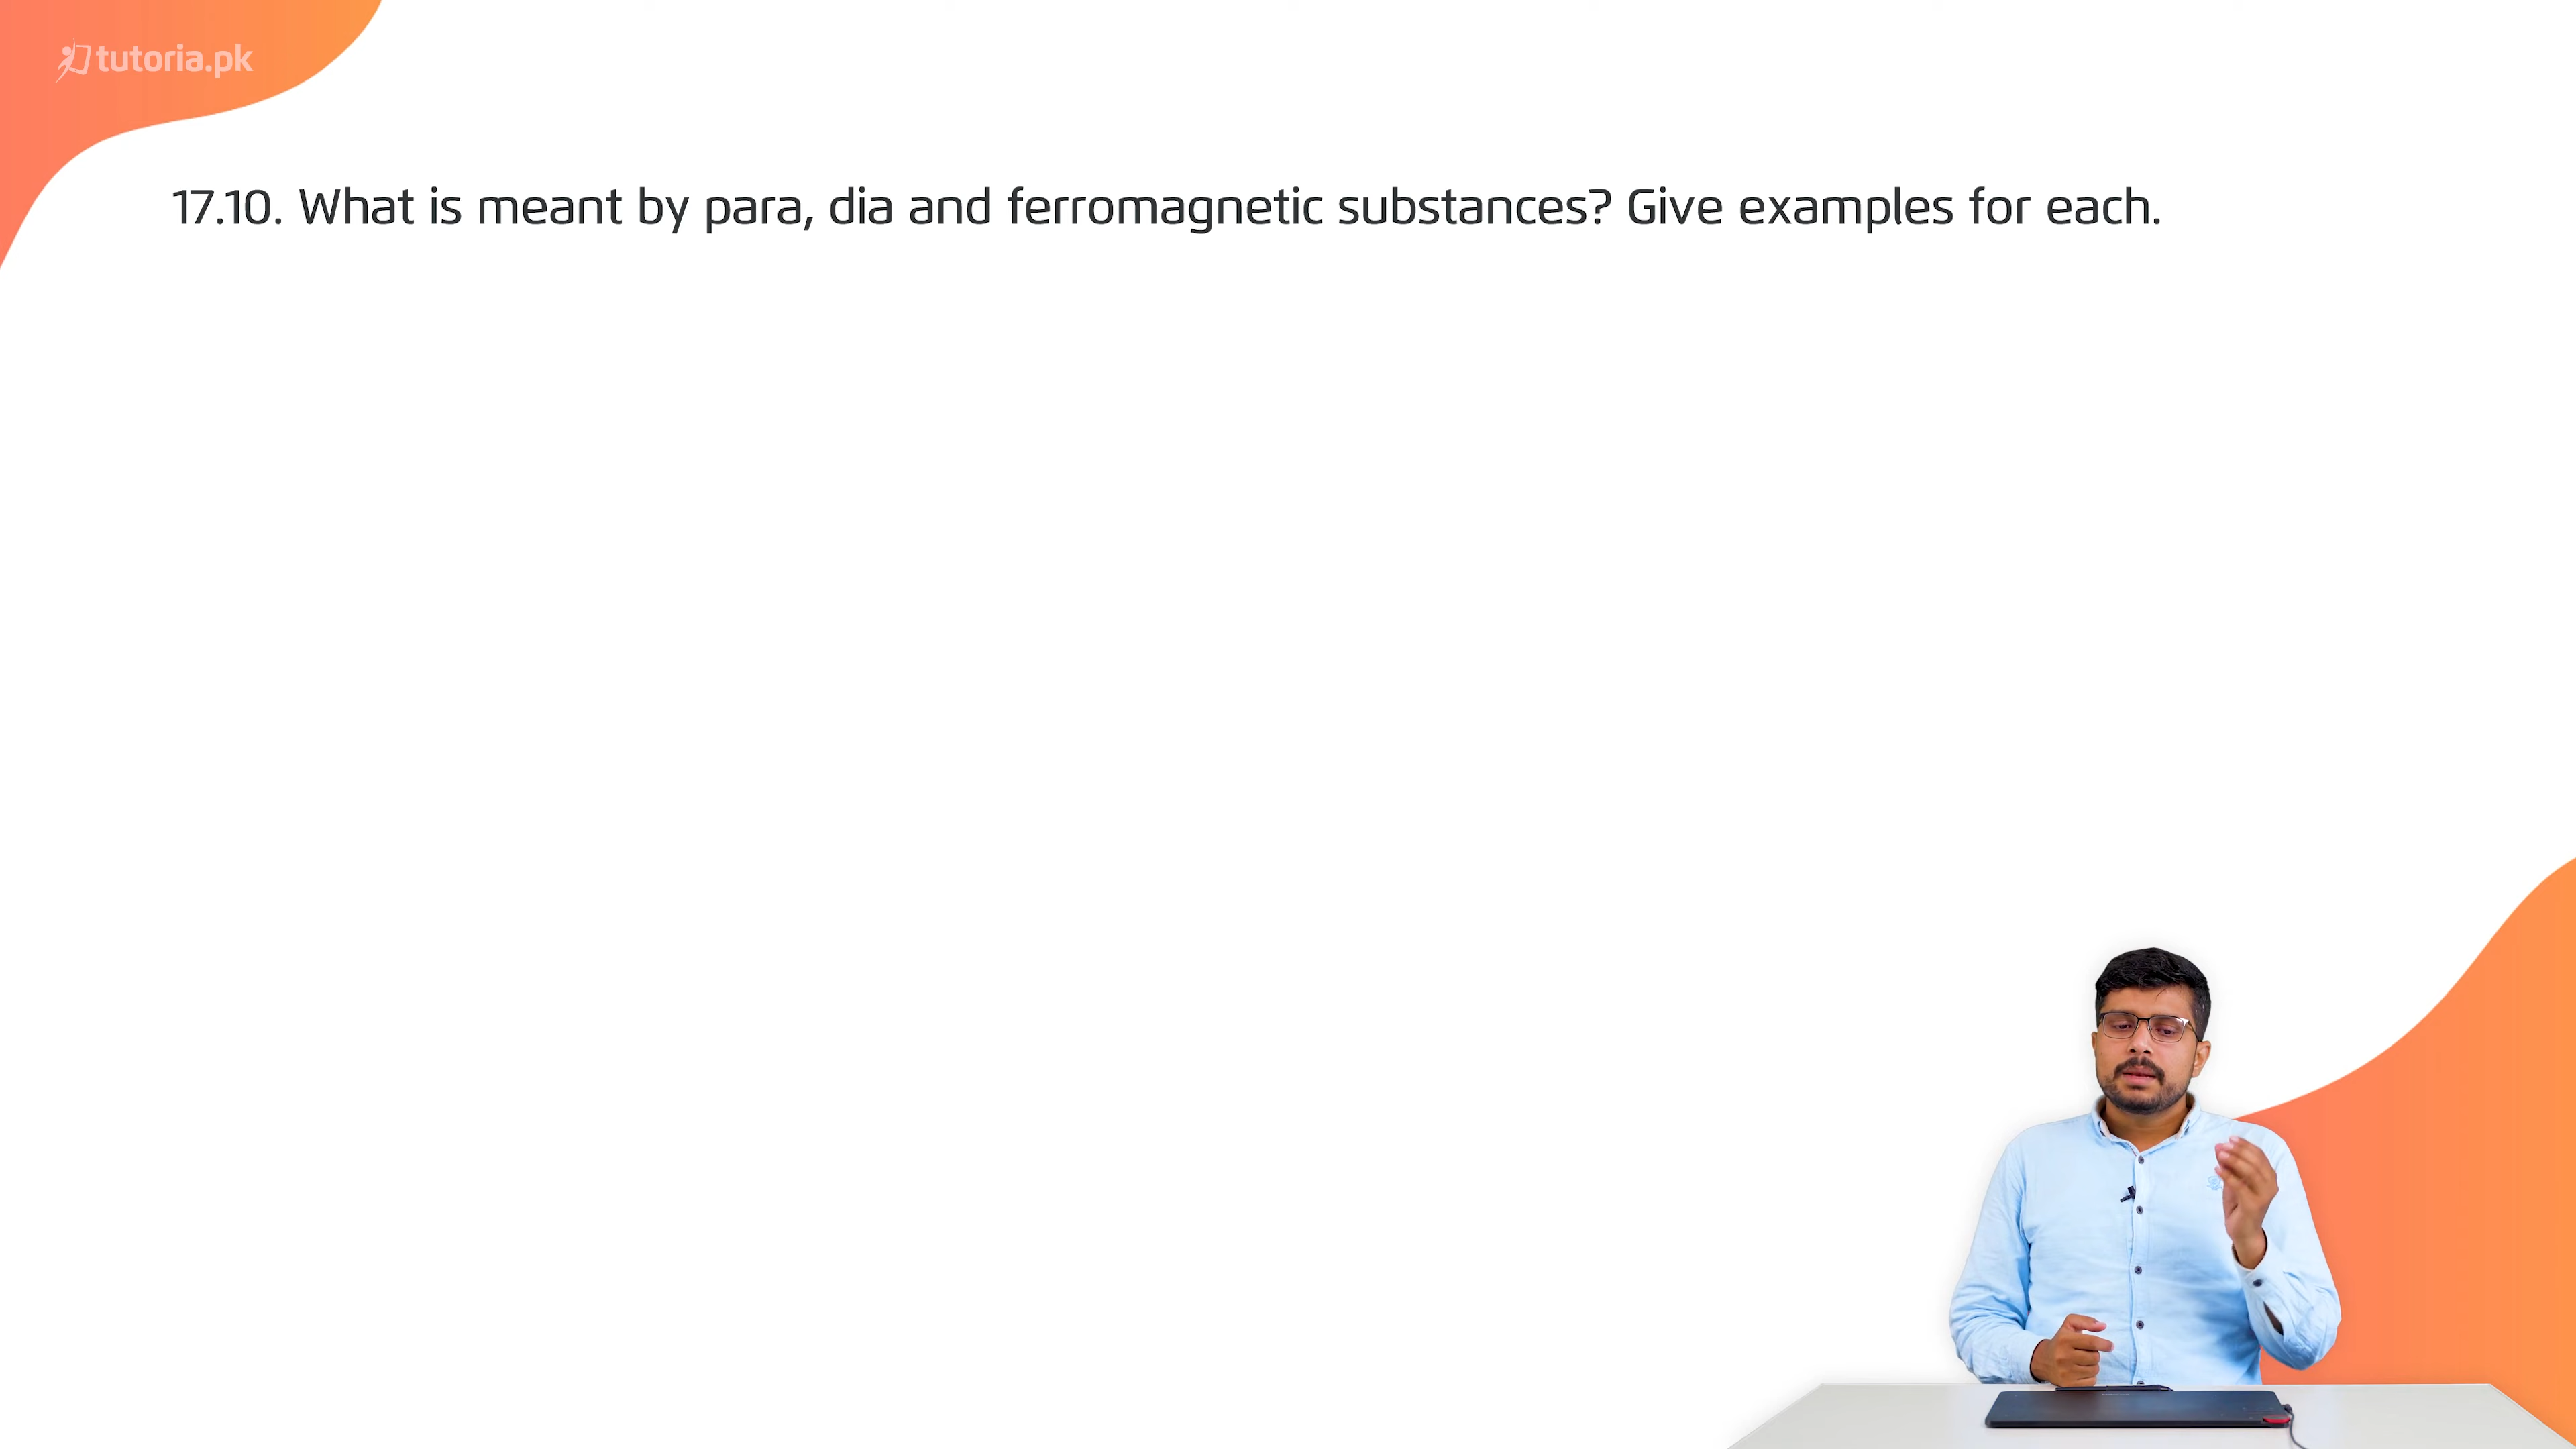 tutoria.pk
17.10. What is meant by para, dia and ferromagnetic substances? Give examples for each.